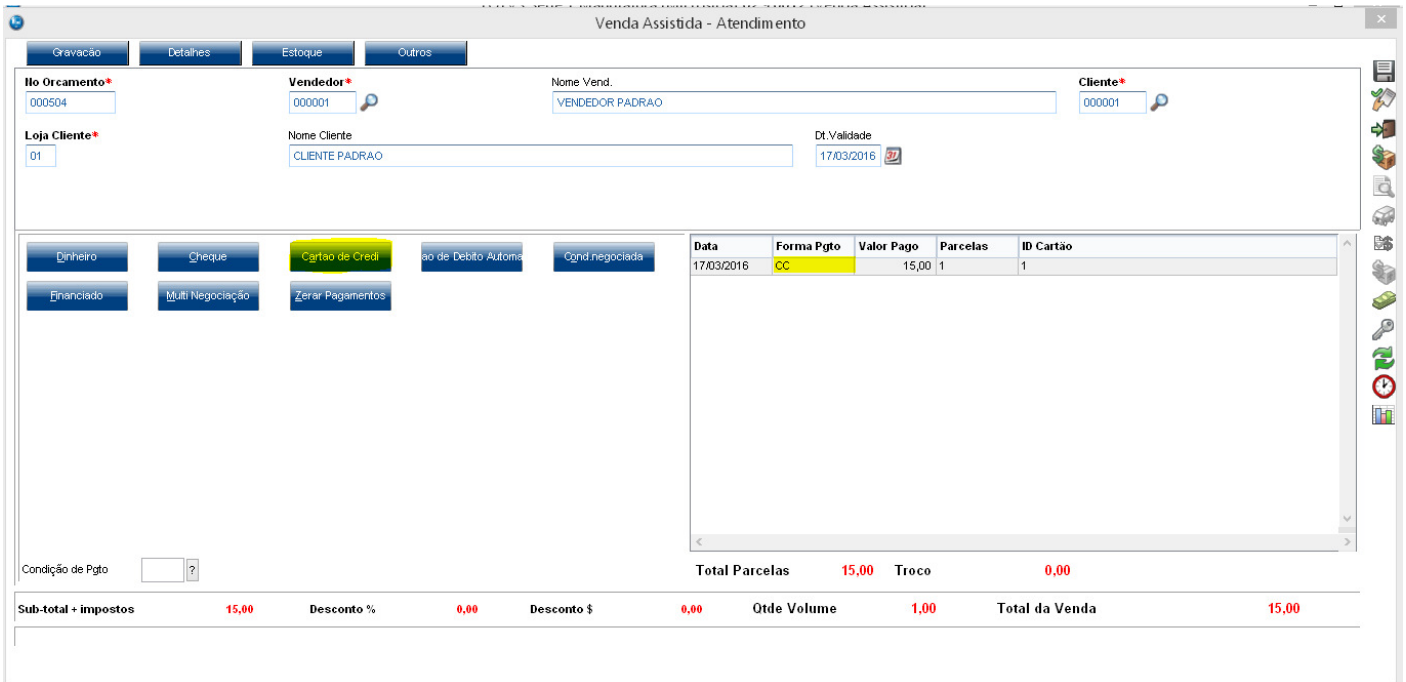 Venda Assistida - Atendimento
Gravacão Detalhes Estoque Outros
No Orcamento* Vendedor* Nome Vend. Cliente*
000504 000001 VENDEDOR PADRAO 000001
Loja Cliente* Nome Cliente Dt.Validade
01 CLIENTE PADRAO 17/03/2016 31
Dinheiro Cheque Cartao de Credi ao de Debito Automa Cond.negociada
Financiado Multi Negociação Zerar Pagamentos
Data Forma Pgto Valor Pago Parcelas ID Cartão
17/03/2016 CC 15,00 1 1
Condição de Pgto ?
Total Parcelas 15,00 Troco 0,00
Sub-total + impostos 15,00 Desconto % 0,00 Desconto $ 0,00 Qtde Volume 1,00 Total da Venda 15,00